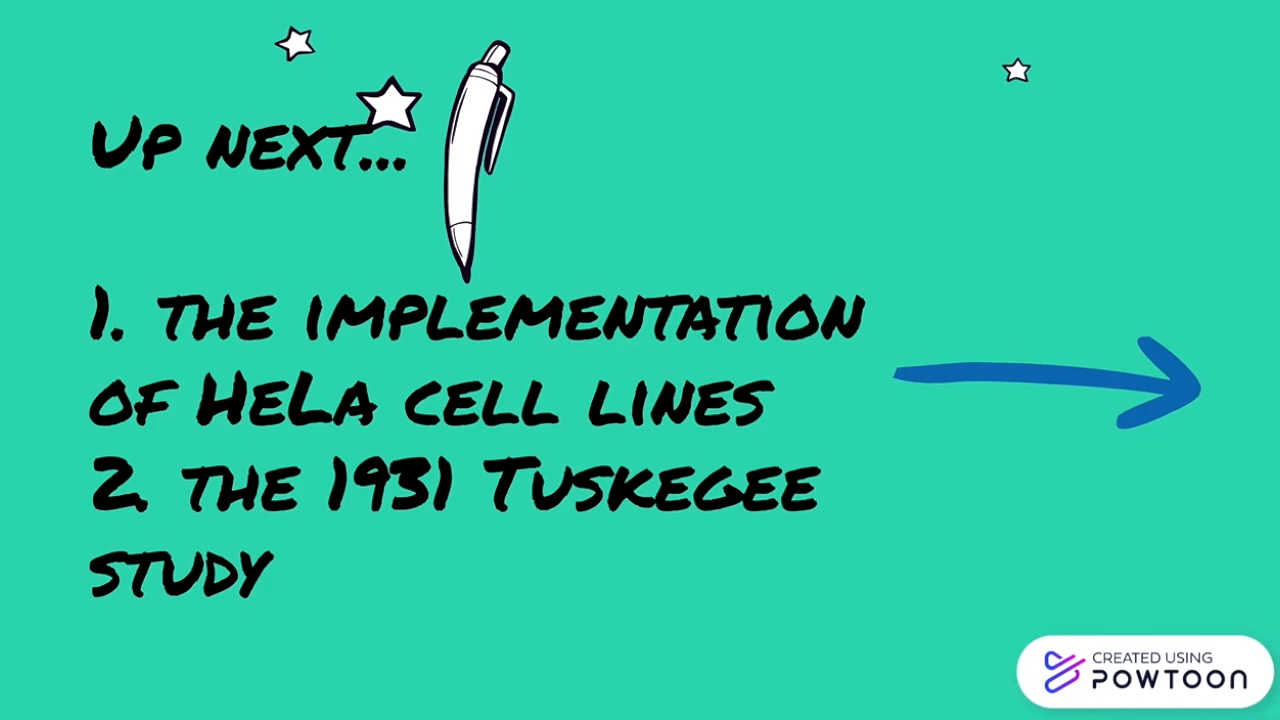 Up next...
1. the implementation
of HeLa cell lines
2. the 1931 Tuskegee
study
CREATED USING
POWTOON